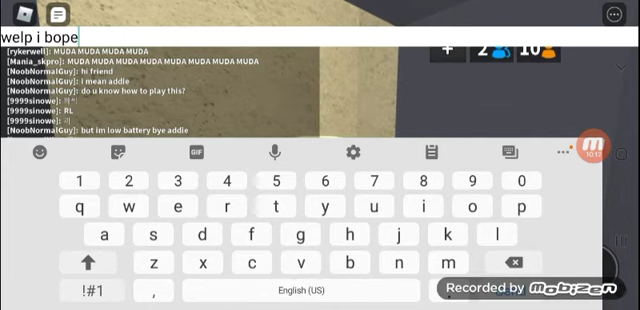 welp i bope
[rykerwell]: MUDA MUDA MUDA MUDA
[Mania_skpro]: MUDA MUDA MUDA MUDA MUDA MUDA MUDA MUDA
[NoobNormalGuy]: hi friend
[NoobNormalGuy]: i mean addie
[NoobNormalGuy]: do u know how to play this?
[9999sinowe]:
[9999sinowe]: RL
[9999sinowe]:
[NoobNormalGuy]: but im low battery bye addie
+ 2 10
GIF
10:12
1 2 3 4 5 6 7 8 9 0
q w e r t y u i o p
a s d f g h j k l
z x c v b n m
!#1 , English (US) .
Recorded by Mobizen